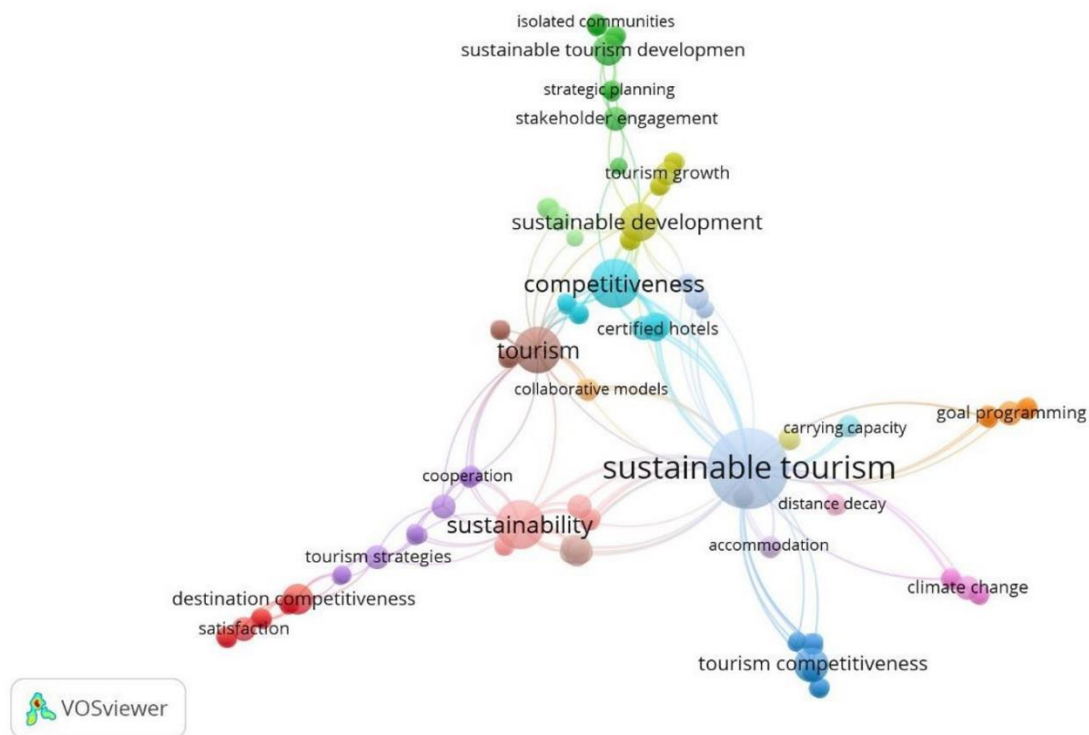 isolated communities
sustainable tourism developmen
strategic planning
stakeholder engagement
tourism growth
sustainable development
competitiveness
certified hotels
tourism
collaborative models
goal programming
carrying capacity
sustainable tourism
cooperation
distance decay
sustainability
accommodation
tourism strategies
climate change
destination competitiveness
satisfaction
tourism competitiveness
VOSviewer